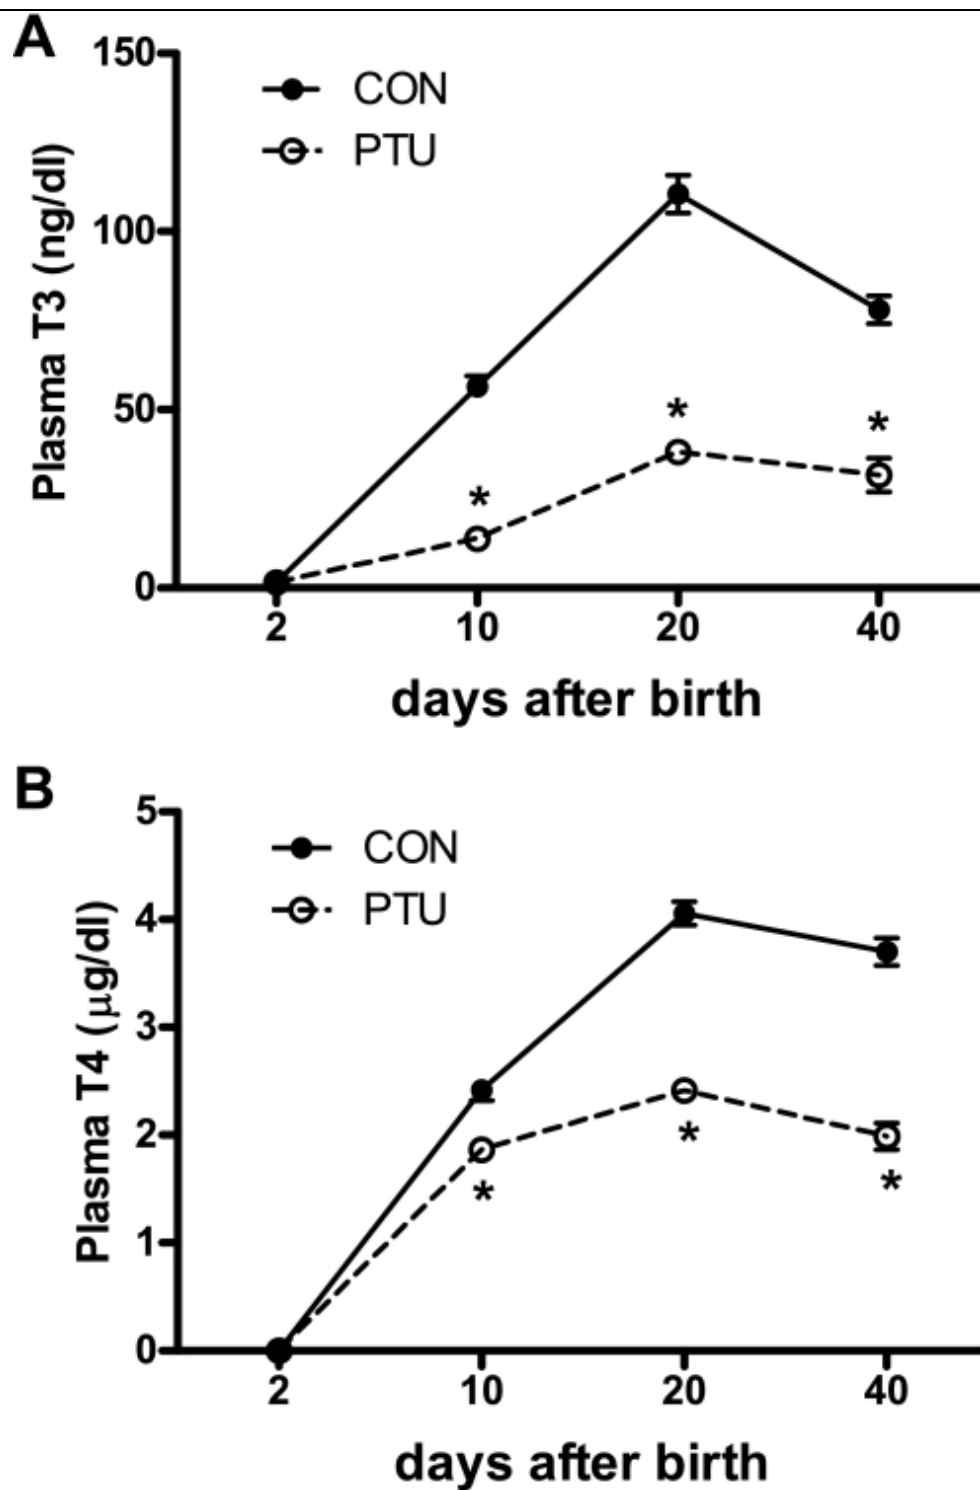 A
150
100
50
0
Plasma T3 (ng/dl)
CON
PTU
*
*
*
2 10 20 40
days after birth
B
5
4
3
2
1
0
Plasma T4 (μg/dl)
CON
PTU
*
*
*
2 10 20 40
days after birth